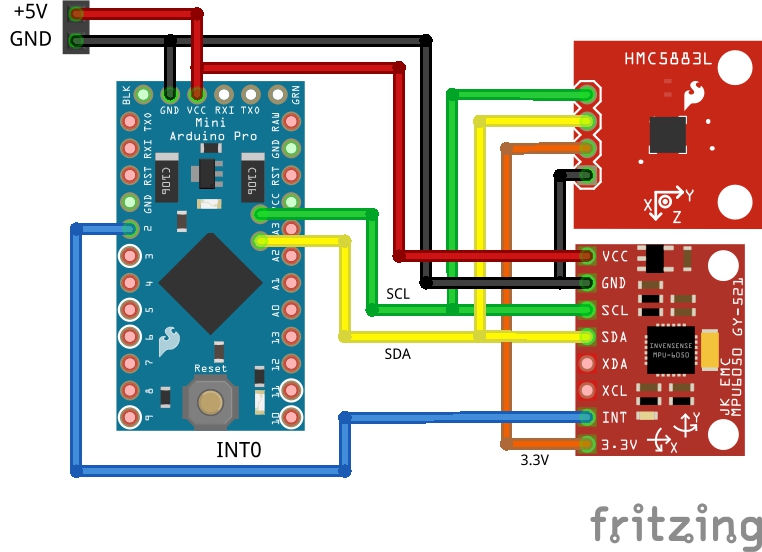 +5V
GND
HMC5883L
BLK
GND
VCC
RXI
TXO
GRN
Mini
Arduino Pro
TXO
RXI
RST
GND
2
3
4
5
6
7
8
9
RAW
GND
RST
VCC
A3
A2
A1
A0
13
12
11
10
C10b
C10b
Reset
INT0
SCL
SDA
3.3V
X
Y
Z
VCC
GND
SCL
SDA
XDA
XCL
INT
3.3V
INVENSENSE
MPU-6050
JK EMC
MPU6050 GY-521
Y
X
fritzing